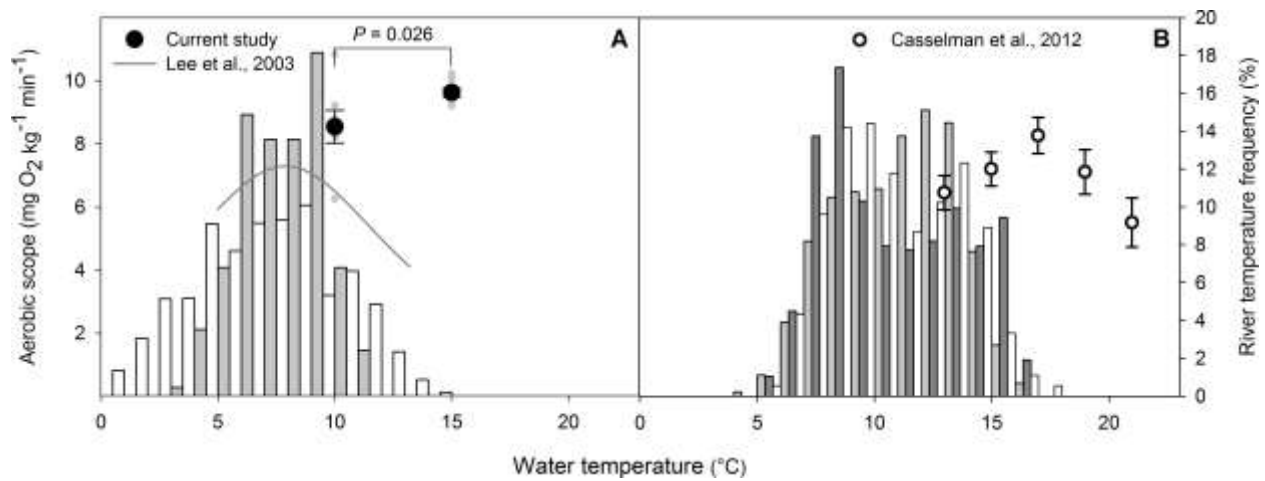 Current study
Lee et al., 2003
P = 0.026
A
Casselman et al., 2012
B
Aerobic scope (mg O₂ kg⁻¹ min⁻¹)
10
8
6
4
2
20
18
16
14
12
10
8
6
4
2
0
River temperature frequency (%)
0 5 10 15 20 0 5 10 15 20
Water temperature (°C)